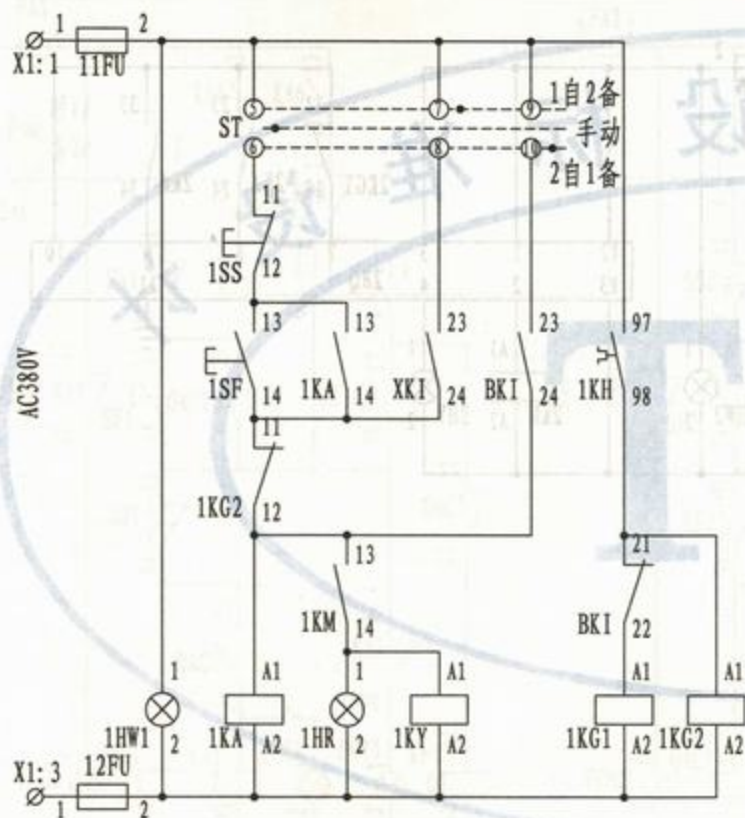 1 2
X1:1 11FU
5 7 9 1自2备
ST 手动
6 8 10 2自1备
11
1SS 12
13 13 23 23 97
1SF 14 1KA 14 XKI 24 BKI 24 1KH 98
11
1KG2 12
AC380V
13 21
1KM 14 BKI 22
1 A1 1 A1 A1 A1
1HW1 2 1KA A2 1HR 2 1KY A2 1KG1 A2 1KG2 A2
X1:3 12FU
1 2
T